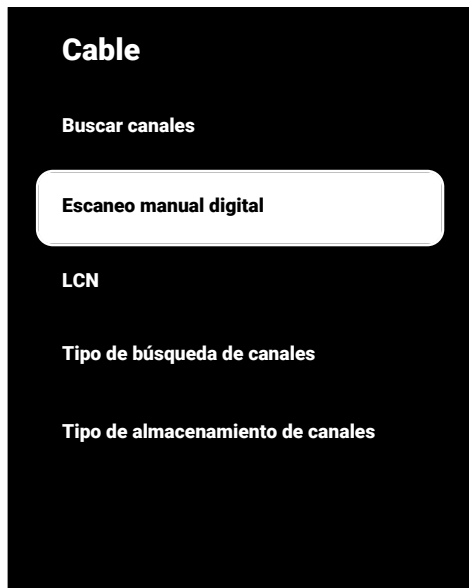 Cable
Buscar canales
Escaneo manual digital
LCN
Tipo de búsqueda de canales
Tipo de almacenamiento de canales